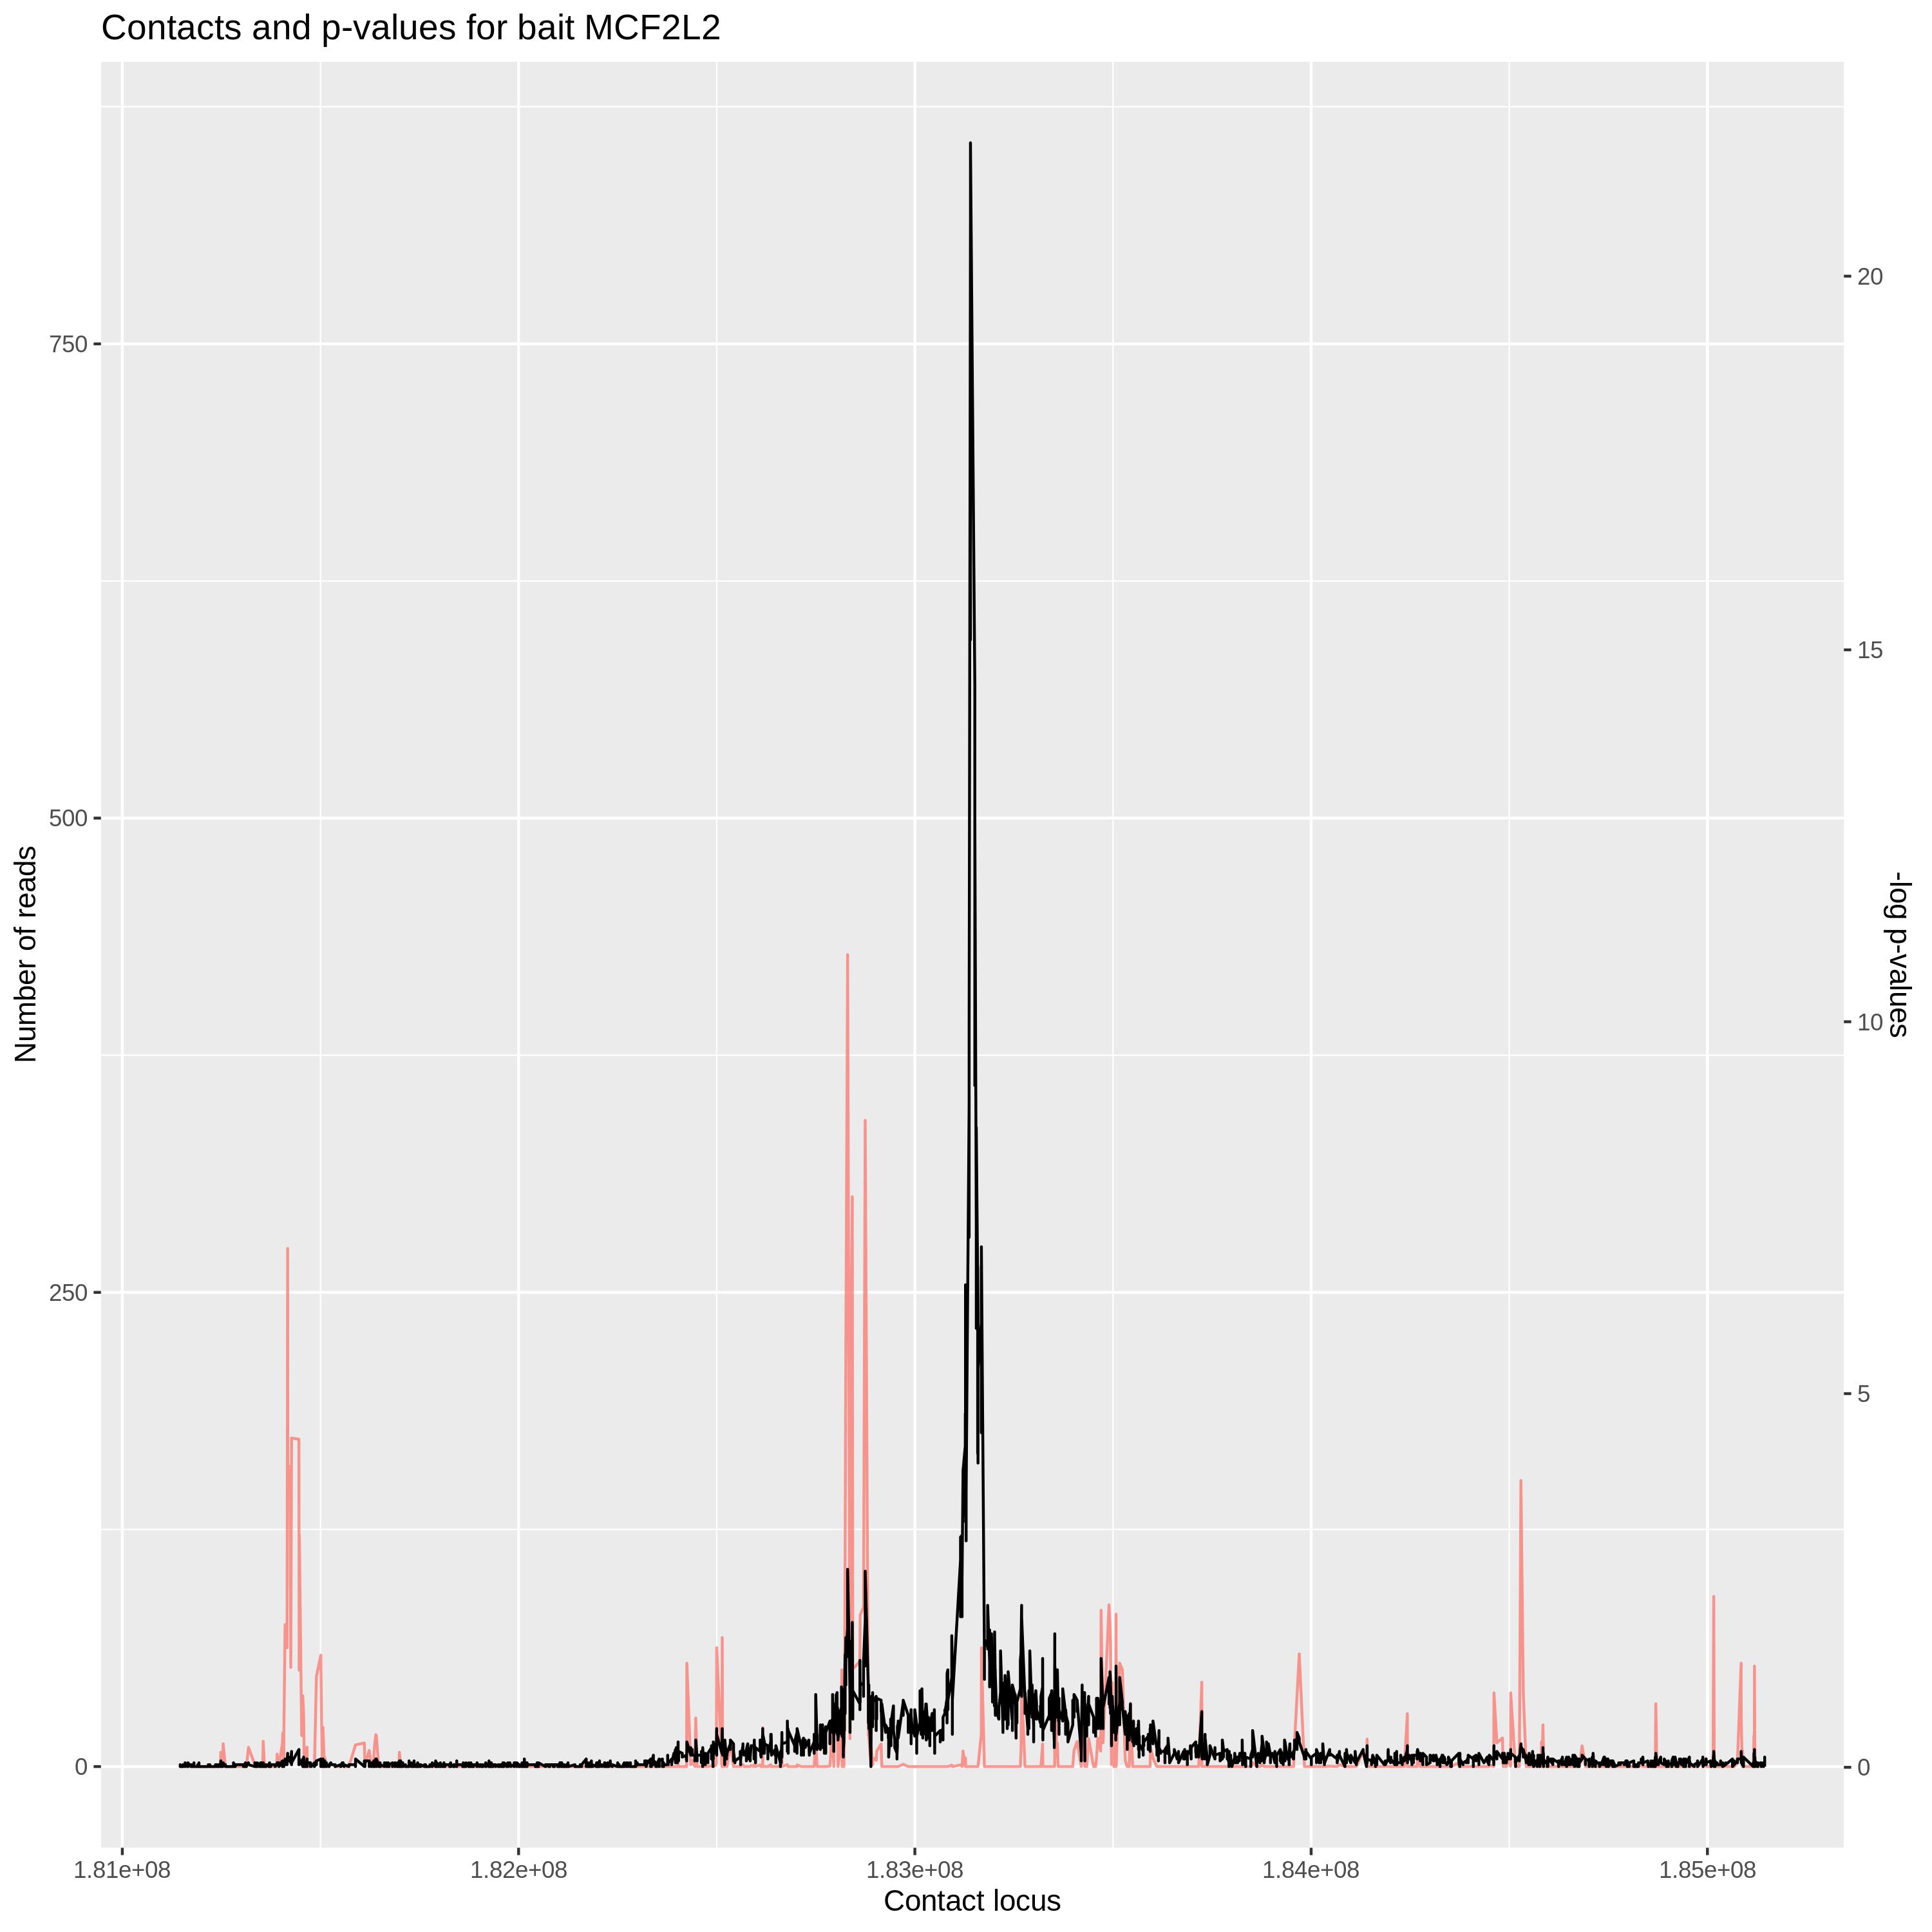 Contacts and p-values for bait MCF2L2
750
500
250
0
Number of reads
20
15
10
5
0
-log p-values
1.81e+08
1.82e+08
1.83e+08
1.84e+08
1.85e+08
Contact locus